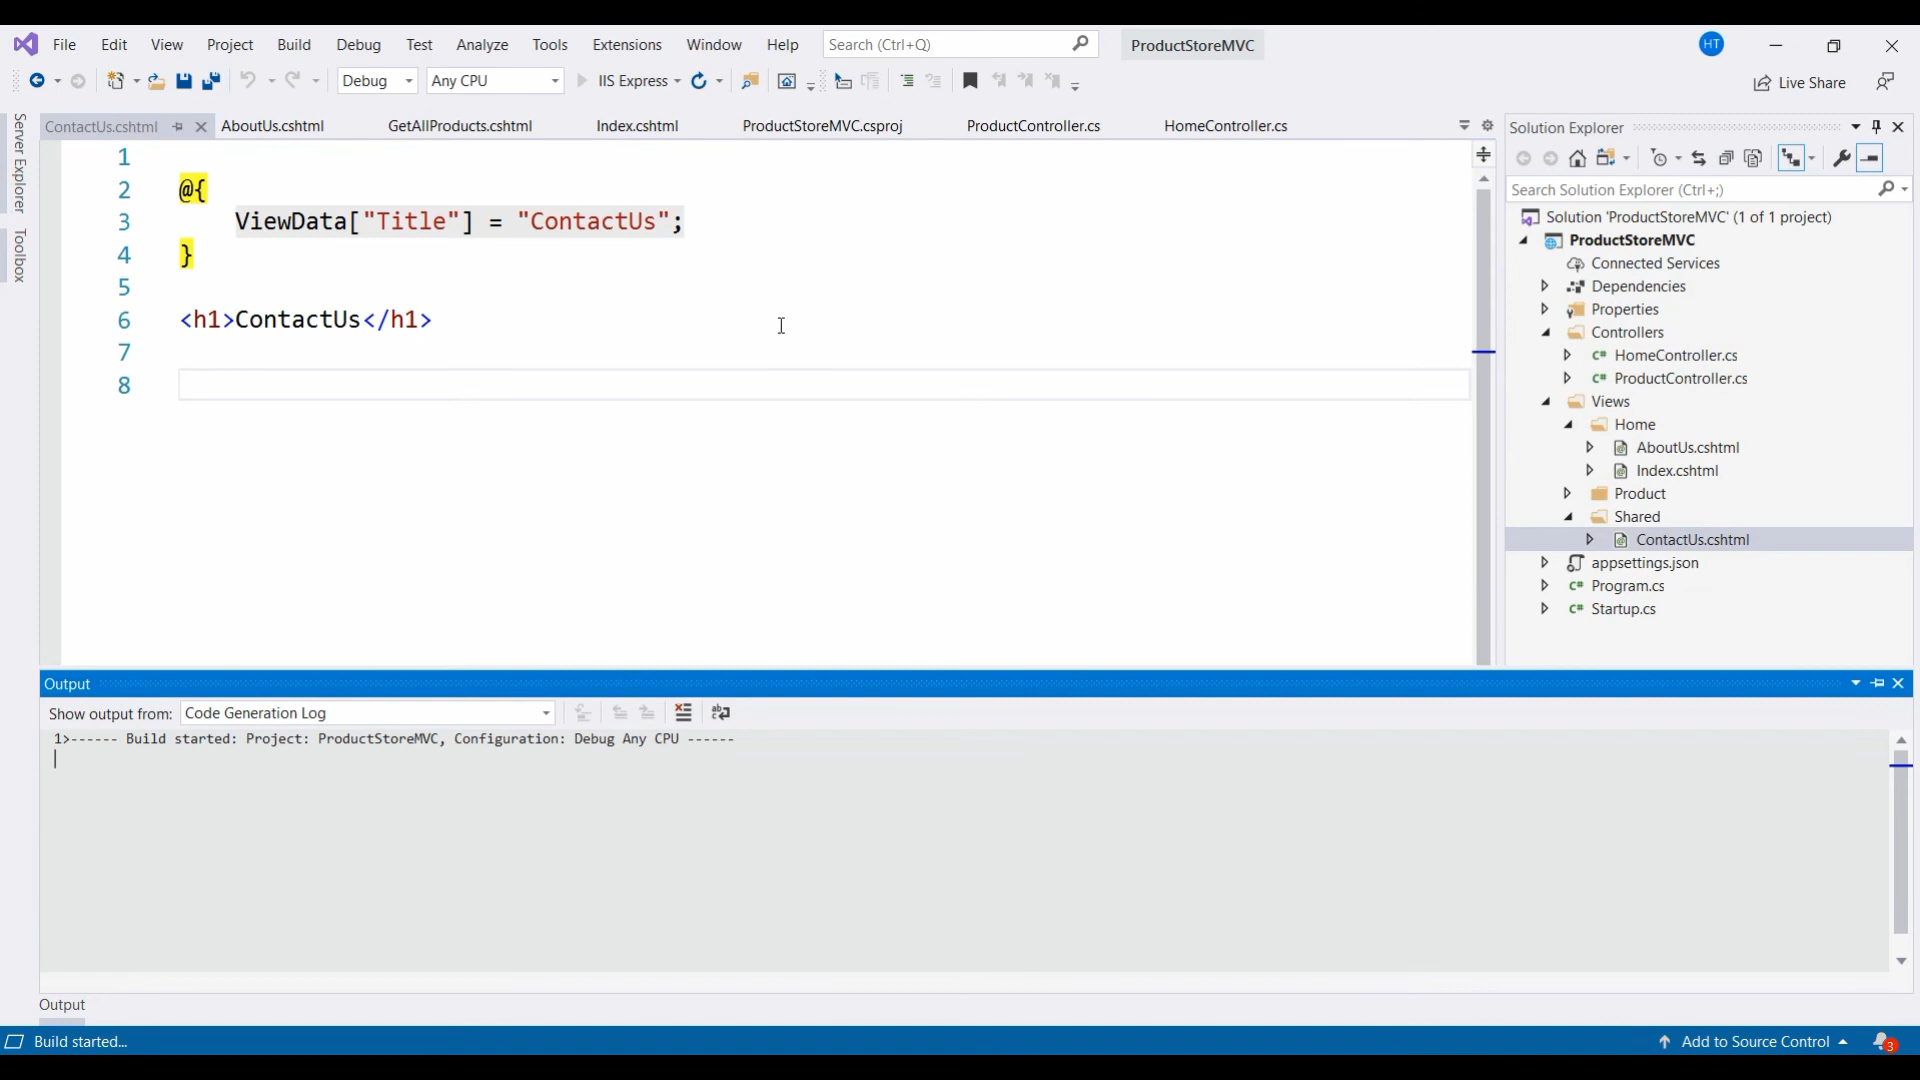 File Edit View Project Build Debug Test Analyze Tools Extensions Window Help Search (Ctrl+Q) ProductStoreMVC HT
Debug Any CPU IIS Express Live Share
Server Explorer
Toolbox
ContactUs.cshtml AboutUs.cshtml GetAllProducts.cshtml Index.cshtml ProductStoreMVC.csproj ProductController.cs HomeController.cs
1
2 @{
3 ViewData["Title"] = "ContactUs";
4 }
5
6 <h1>ContactUs</h1>
7
8
Solution Explorer
Search Solution Explorer (Ctrl+;)
Solution 'ProductStoreMVC' (1 of 1 project)
ProductStoreMVC
Connected Services
Dependencies
Properties
Controllers
C# HomeController.cs
C# ProductController.cs
Views
Home
AboutUs.cshtml
Index.cshtml
Product
Shared
ContactUs.cshtml
appsettings.json
C# Program.cs
C# Startup.cs
Output
Show output from: Code Generation Log
1>------ Build started: Project: ProductStoreMVC, Configuration: Debug Any CPU ------
Output
Build started... Add to Source Control 3